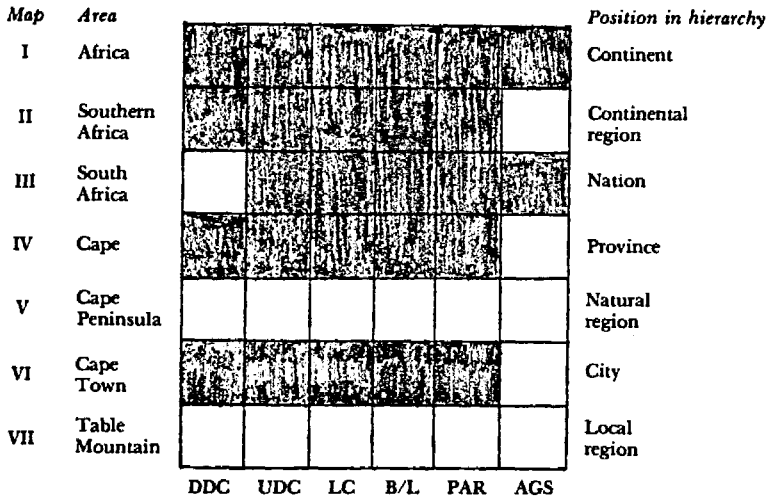 Map Area Position in hierarchy
I Africa Continent
II Southern Africa Continental region
III South Africa Nation
IV Cape Province
V Cape Peninsula Natural region
VI Cape Town City
VII Table Mountain Local region
DDC UDC LC B/L PAR AGS